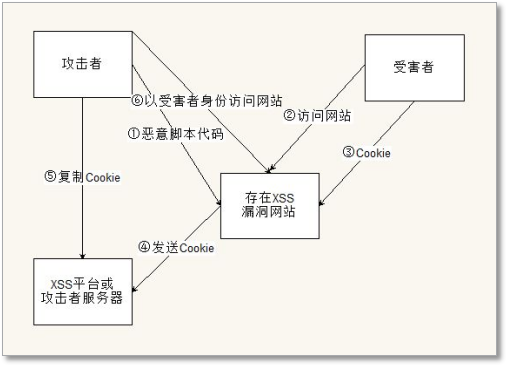 攻击者
受害者
⑥以受害者身份访问网站
②访问网站
①恶意脚本代码
③Cookie
⑤复制Cookie
存在XSS
漏洞网站
④发送Cookie
XSS平台或
攻击者服务器